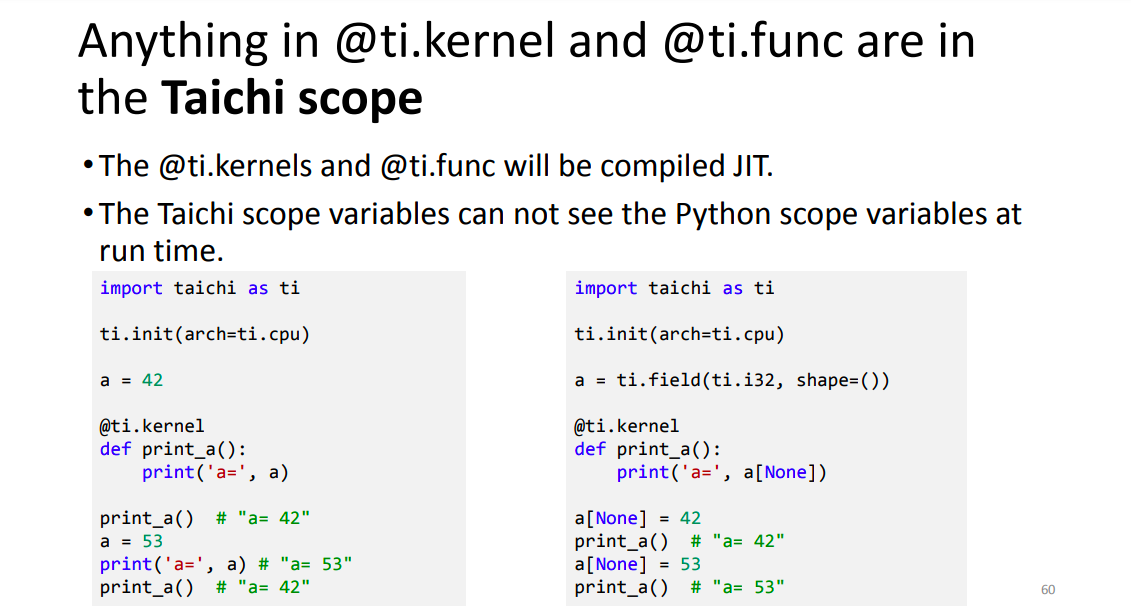 Anything in @ti.kernel and @ti.func are in
the Taichi scope
• The @ti.kernels and @ti.func will be compiled JIT.
• The Taichi scope variables can not see the Python scope variables at
run time.
import taichi as ti
ti.init(arch=ti.cpu)
a = 42
@ti.kernel
def print_a():
    print('a=', a)
print_a()  # "a= 42"
a = 53
print('a=', a) # "a= 53"
print_a()  # "a= 42"
import taichi as ti
ti.init(arch=ti.cpu)
a = ti.field(ti.i32, shape=())
@ti.kernel
def print_a():
    print('a=', a[None])
a[None] = 42
print_a()  # "a= 42"
a[None] = 53
print_a()  # "a= 53"
60